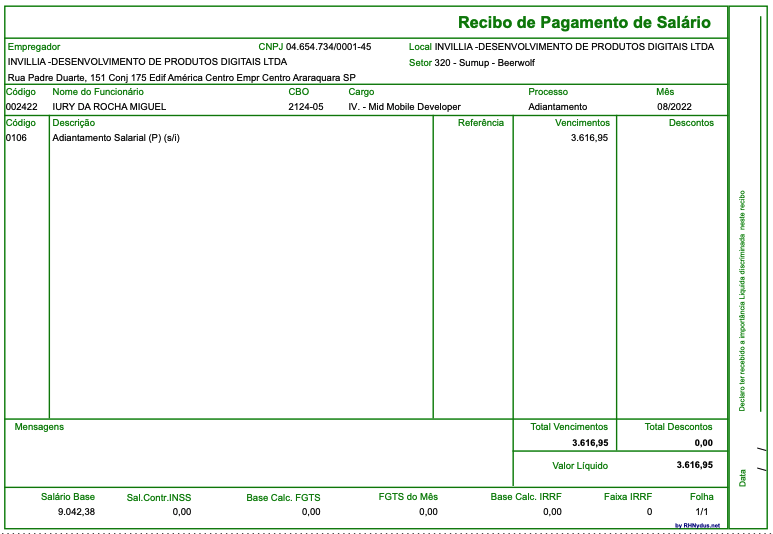 Recibo de Pagamento de Salário
Empregador CNPJ 04.654.734/0001-45 Local INVILLIA -DESENVOLVIMENTO DE PRODUTOS DIGITAIS LTDA
INVILLIA -DESENVOLVIMENTO DE PRODUTOS DIGITAIS LTDA Setor 320 - Sumup - Beerwolf
Rua Padre Duarte, 151 Conj 175 Edif América Centro Empr Centro Araraquara SP
Código Nome do Funcionário CBO Cargo Processo Mês
002422 IURY DA ROCHA MIGUEL 2124-05 IV. - Mid Mobile Developer Adiantamento 08/2022
Código Descrição Referência Vencimentos Descontos
0106 Adiantamento Salarial (P) (s/i) 3.616,95
Mensagens Total Vencimentos Total Descontos
3.616,95 0,00
Valor Líquido 3.616,95
Salário Base Sal.Contr.INSS Base Calc. FGTS FGTS do Mês Base Calc. IRRF Faixa IRRF Folha
9.042,38 0,00 0,00 0,00 0,00 0 1/1
by RHNydus.net
Declaro ter recebido a importância Líquida discriminada neste recibo
Data / /